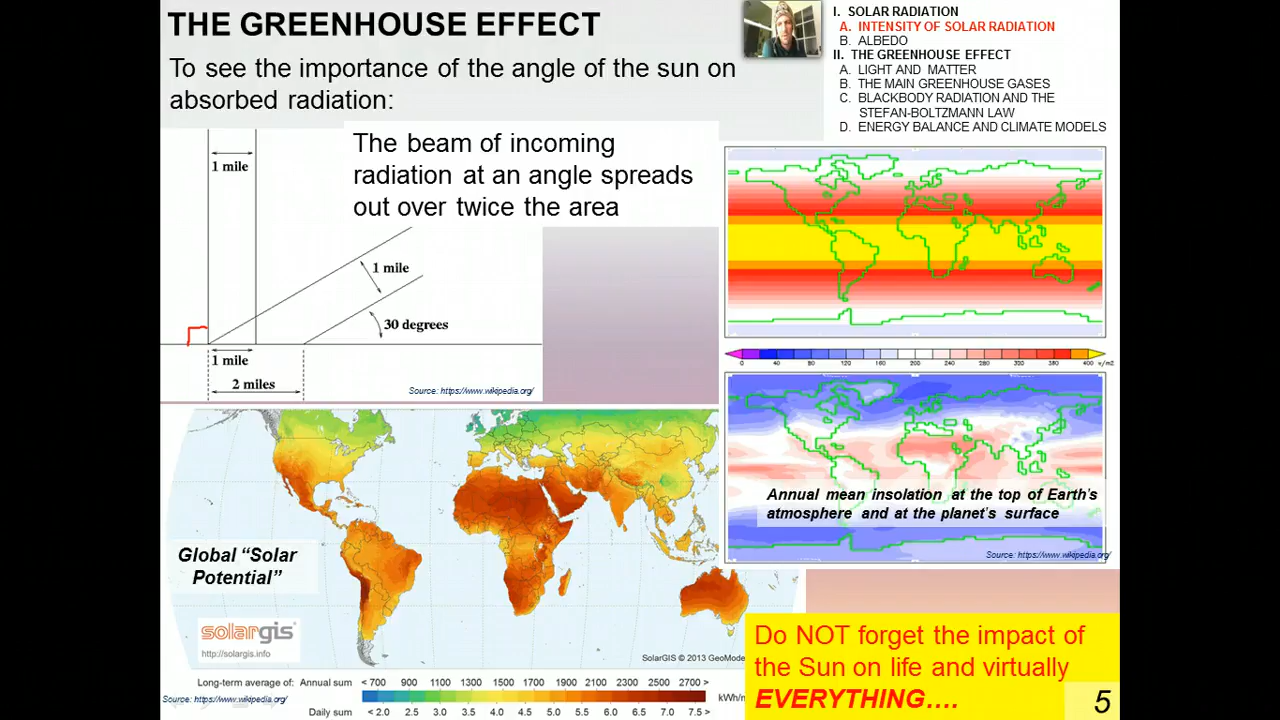 THE GREENHOUSE EFFECT
To see the importance of the angle of the sun on
absorbed radiation:
I. SOLAR RADIATION
A. INTENSITY OF SOLAR RADIATION
B. ALBEDO
II. THE GREENHOUSE EFFECT
A. LIGHT AND MATTER
B. THE MAIN GREENHOUSE GASES
C. BLACKBODY RADIATION AND THE
STEFAN-BOLTZMANN LAW
D. ENERGY BALANCE AND CLIMATE MODELS
The beam of incoming
radiation at an angle spreads
out over twice the area
1 mile
1 mile
30 degrees
1 mile
2 miles
Source: https://www.wikipedia.org/
0 40 80 120 160 200 240 280 320 360 400 W/m2
Annual mean insolation at the top of Earth's
atmosphere and at the planet's surface
Source: https://www.wikipedia.org/
Global “Solar
Potential”
solargis
http://solargis.info
SolarGIS © 2013 GeoMode
Long-term average of: Annual sum < 700 900 1100 1300 1500 1700 1900 2100 2300 2500 2700 > kWh/m
Source: https://www.wikipedia.org/
Daily sum < 2.0 2.5 3.0 3.5 4.0 4.5 5.0 5.5 6.0 6.5 7.0 7.5 >
Do NOT forget the impact of
the Sun on life and virtually
EVERYTHING….
5